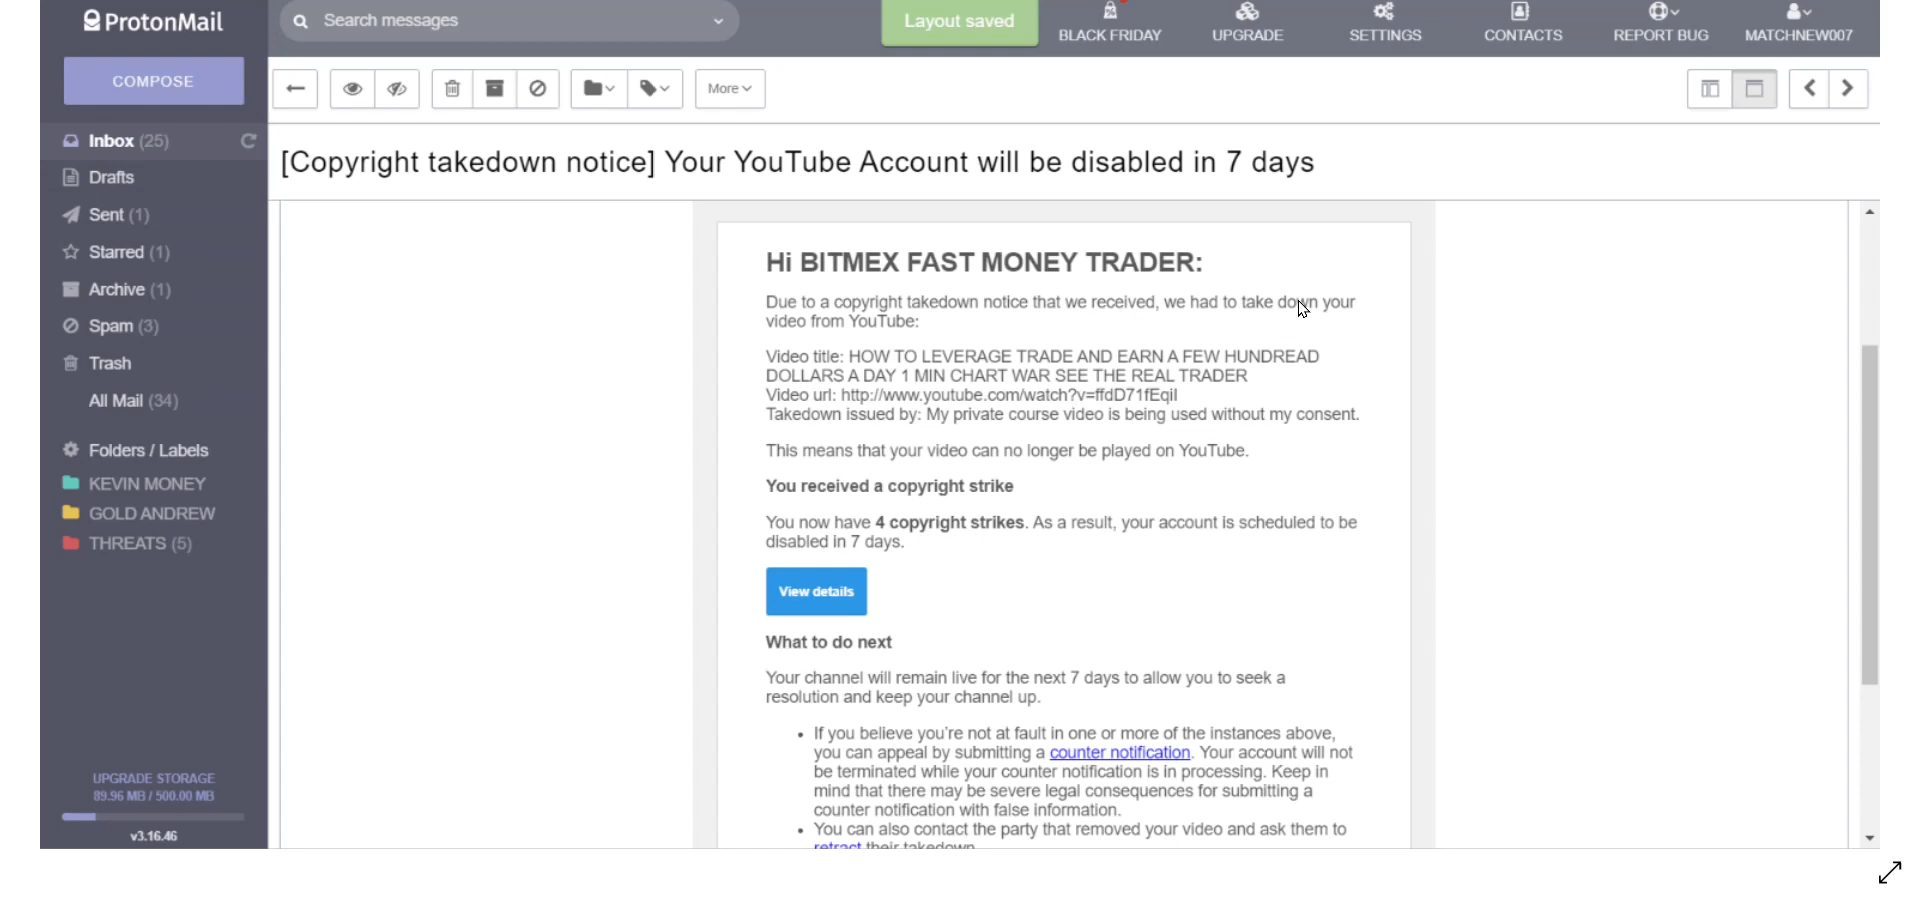 ProtonMail
Search messages
Layout saved
BLACK FRIDAY
UPGRADE
SETTINGS
CONTACTS
REPORT BUG
MATCHNEW007
COMPOSE
More
Inbox (25)
Drafts
Sent (1)
Starred (1)
Archive (1)
Spam (3)
Trash
All Mail (34)
Folders / Labels
KEVIN MONEY
GOLD ANDREW
THREATS (5)
UPGRADE STORAGE
89.96 MB / 500.00 MB
v3.16.46
[Copyright takedown notice] Your YouTube Account will be disabled in 7 days
Hi BITMEX FAST MONEY TRADER:
Due to a copyright takedown notice that we received, we had to take down your
video from YouTube:
Video title: HOW TO LEVERAGE TRADE AND EARN A FEW HUNDREAD
DOLLARS A DAY 1 MIN CHART WAR SEE THE REAL TRADER
Video url: http://www.youtube.com/watch?v=ffdD71fEqiI
Takedown issued by: My private course video is being used without my consent.
This means that your video can no longer be played on YouTube.
You received a copyright strike
You now have 4 copyright strikes. As a result, your account is scheduled to be
disabled in 7 days.
View details
What to do next
Your channel will remain live for the next 7 days to allow you to seek a
resolution and keep your channel up.
• If you believe you're not at fault in one or more of the instances above,
you can appeal by submitting a counter notification. Your account will not
be terminated while your counter notification is in processing. Keep in
mind that there may be severe legal consequences for submitting a
counter notification with false information.
• You can also contact the party that removed your video and ask them to
retract their takedown.